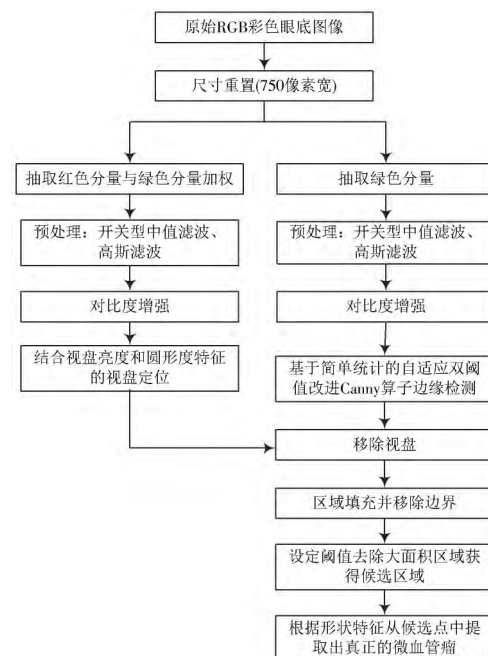 原始RGB彩色眼底图像
尺寸重置(750像素宽)
抽取红色分量与绿色分量加权
预处理：开关型中值滤波、
高斯滤波
对比度增强
结合视盘亮度和圆形度特征
的视盘定位
抽取绿色分量
预处理：开关型中值滤波、
高斯滤波
对比度增强
基于简单统计的自适应双阈
值改进Canny算子边缘检测
移除视盘
区域填充并移除边界
设定阈值去除大面积区域获
得候选区域
根据形状特征从候选点中提
取出真正的微血管瘤